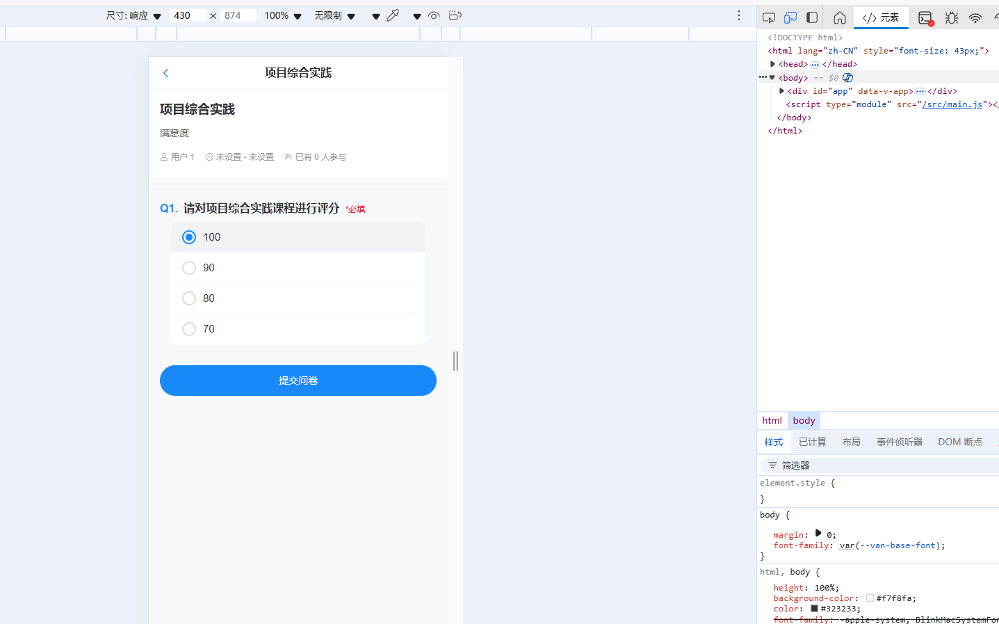 尺寸: 响应 430 × 874 100% 无限制
元素
项目综合实践
项目综合实践
满意度
用户 1 未设置 - 未设置 已有 0 人参与
Q1. 请对项目综合实践课程进行评分 *必填
100
90
80
70
提交问卷
<!DOCTYPE html>
<html lang="zh-CN" style="font-size: 43px;">
<head>⋯</head>
⋯<body> == $0
<div id="app" data-v-app>⋯</div>
<script type="module" src="/src/main.js"><
</body>
</html>
html body
样式 已计算 布局 事件侦听器 DOM 断点
筛选器
element.style {
}
body {
margin: 0;
font-family: var(--van-base-font);
}
html, body {
height: 100%;
background-color: #f7f8fa;
color: #323233;
font-family: -apple-system, BlinkMacSystemFon